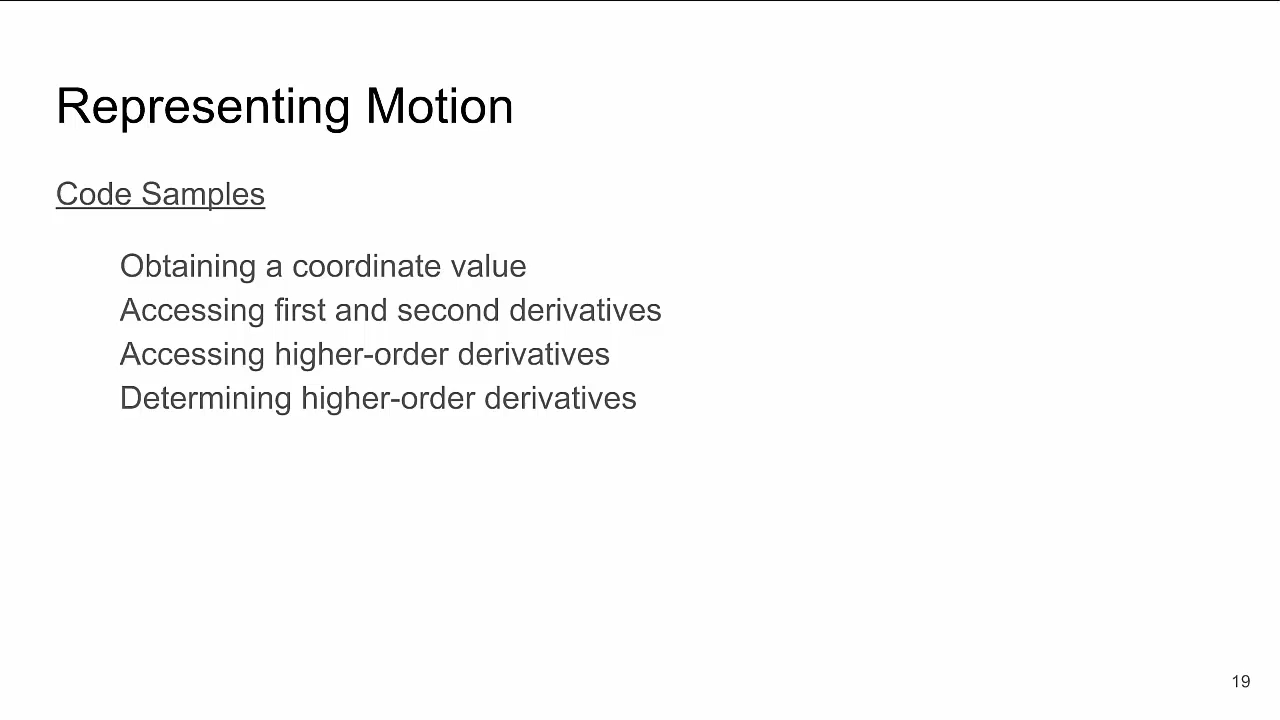 Representing Motion
Code Samples
Obtaining a coordinate value
Accessing first and second derivatives
Accessing higher-order derivatives
Determining higher-order derivatives
19